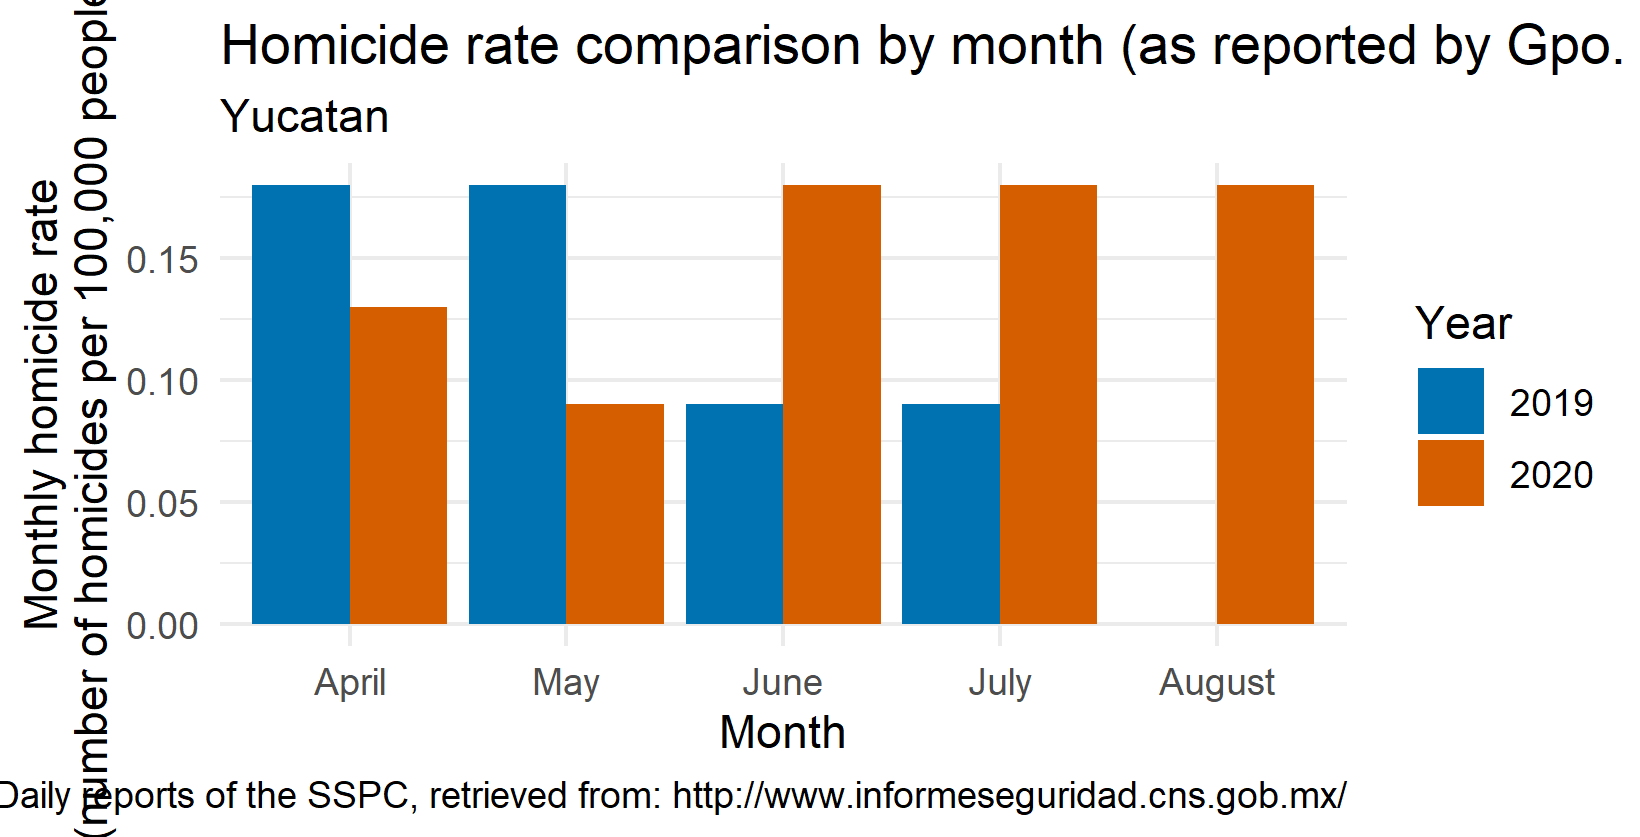 Homicide rate comparison by month (as reported by Gpo.
Yucatan
Monthly homicide rate
(number of homicides per 100,000 people
0.15
0.10
0.05
0.00
April May June July August
Month
Year
2019
2020
Daily reports of the SSPC, retrieved from: http://www.informeseguridad.cns.gob.mx/